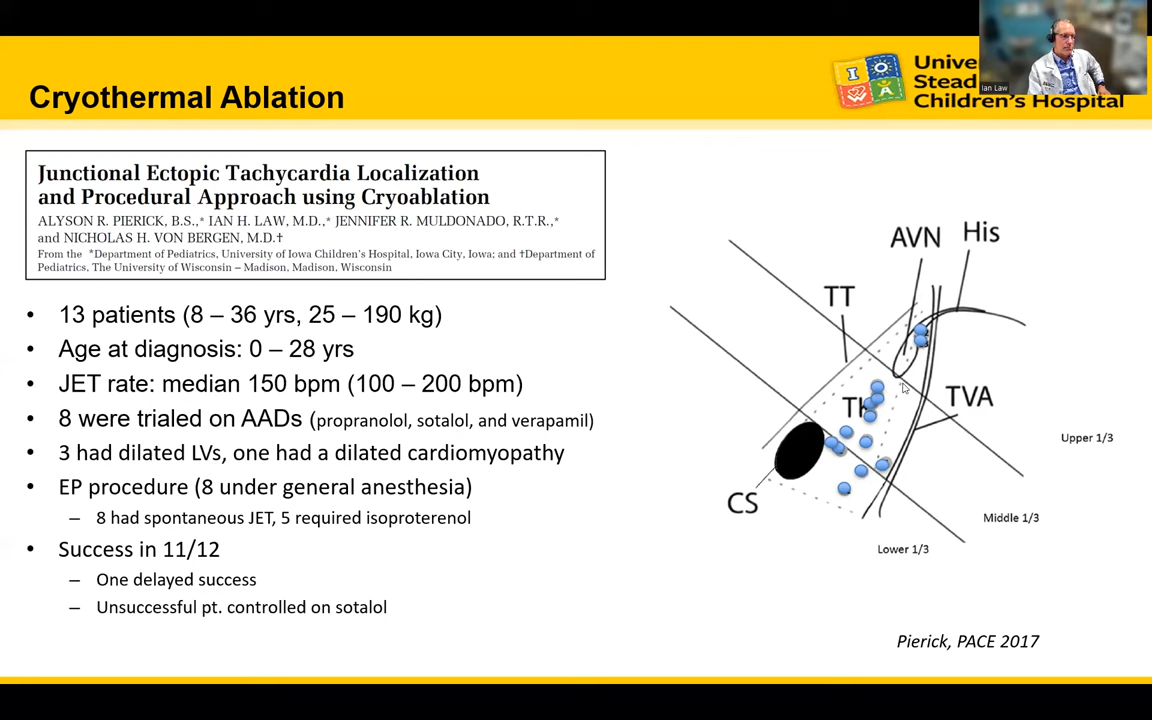 Cryothermal Ablation
I O W A
Unive
Stead
Children's Hospital
Ian Law
Junctional Ectopic Tachycardia Localization
and Procedural Approach using Cryoablation
ALYSON R. PIERICK, B.S.,* IAN H. LAW, M.D.,* JENNIFER R. MULDONADO, R.T.R.,*
and NICHOLAS H. VON BERGEN, M.D.†
From the *Department of Pediatrics, University of Iowa Children's Hospital, Iowa City, Iowa; and †Department of
Pediatrics, The University of Wisconsin – Madison, Madison, Wisconsin
• 13 patients (8 – 36 yrs, 25 – 190 kg)
• Age at diagnosis: 0 – 28 yrs
• JET rate: median 150 bpm (100 – 200 bpm)
• 8 were trialed on AADs (propranolol, sotalol, and verapamil)
• 3 had dilated LVs, one had a dilated cardiomyopathy
• EP procedure (8 under general anesthesia)
– 8 had spontaneous JET, 5 required isoproterenol
• Success in 11/12
– One delayed success
– Unsuccessful pt. controlled on sotalol
AVN
His
TT
TVA
CS
Upper 1/3
Middle 1/3
Lower 1/3
Pierick, PACE 2017